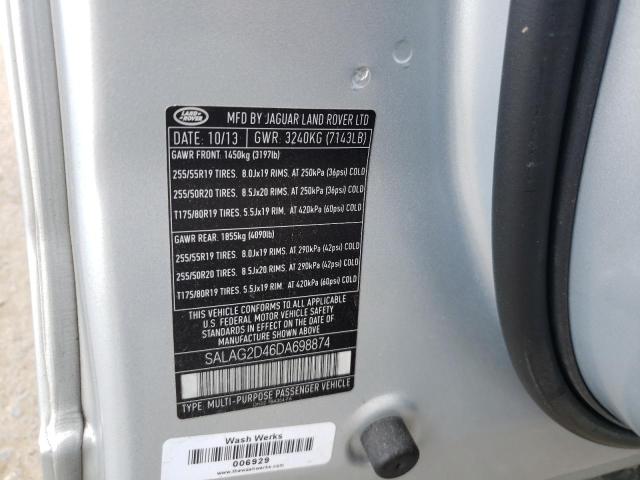 LAND ROVER
MFD BY JAGUAR LAND ROVER LTD
DATE: 10/13 GWR: 3240KG (7143LB)
GAWR FRONT: 1450kg (3197lb)
255/55R19 TIRES. 8.0Jx19 RIMS. AT 250kPa (36psi) COLD
255/50R20 TIRES. 8.5Jx20 RIMS. AT 250kPa (36psi) COLD
T175/80R19 TIRES. 5.5Jx19 RIM. AT 420kPa (60psi) COLD
GAWR REAR: 1855kg (4090lb)
255/55R19 TIRES. 8.0Jx19 RIMS. AT 290kPa (42psi) COLD
255/50R20 TIRES. 8.5Jx20 RIMS. AT 290kPa (42psi) COLD
T175/80R19 TIRES. 5.5Jx19 RIM. AT 420kPa (60psi) COLD
THIS VEHICLE CONFORMS TO ALL APPLICABLE
U.S. FEDERAL MOTOR VEHICLE SAFETY
STANDARDS IN EFFECT ON THE DATE OF
MANUFACTURE SHOWN ABOVE.
SALAG2D46DA698874
TYPE: MULTI-PURPOSE PASSENGER VEHICLE
Wash Werks
006929
www.thewashwerks.com